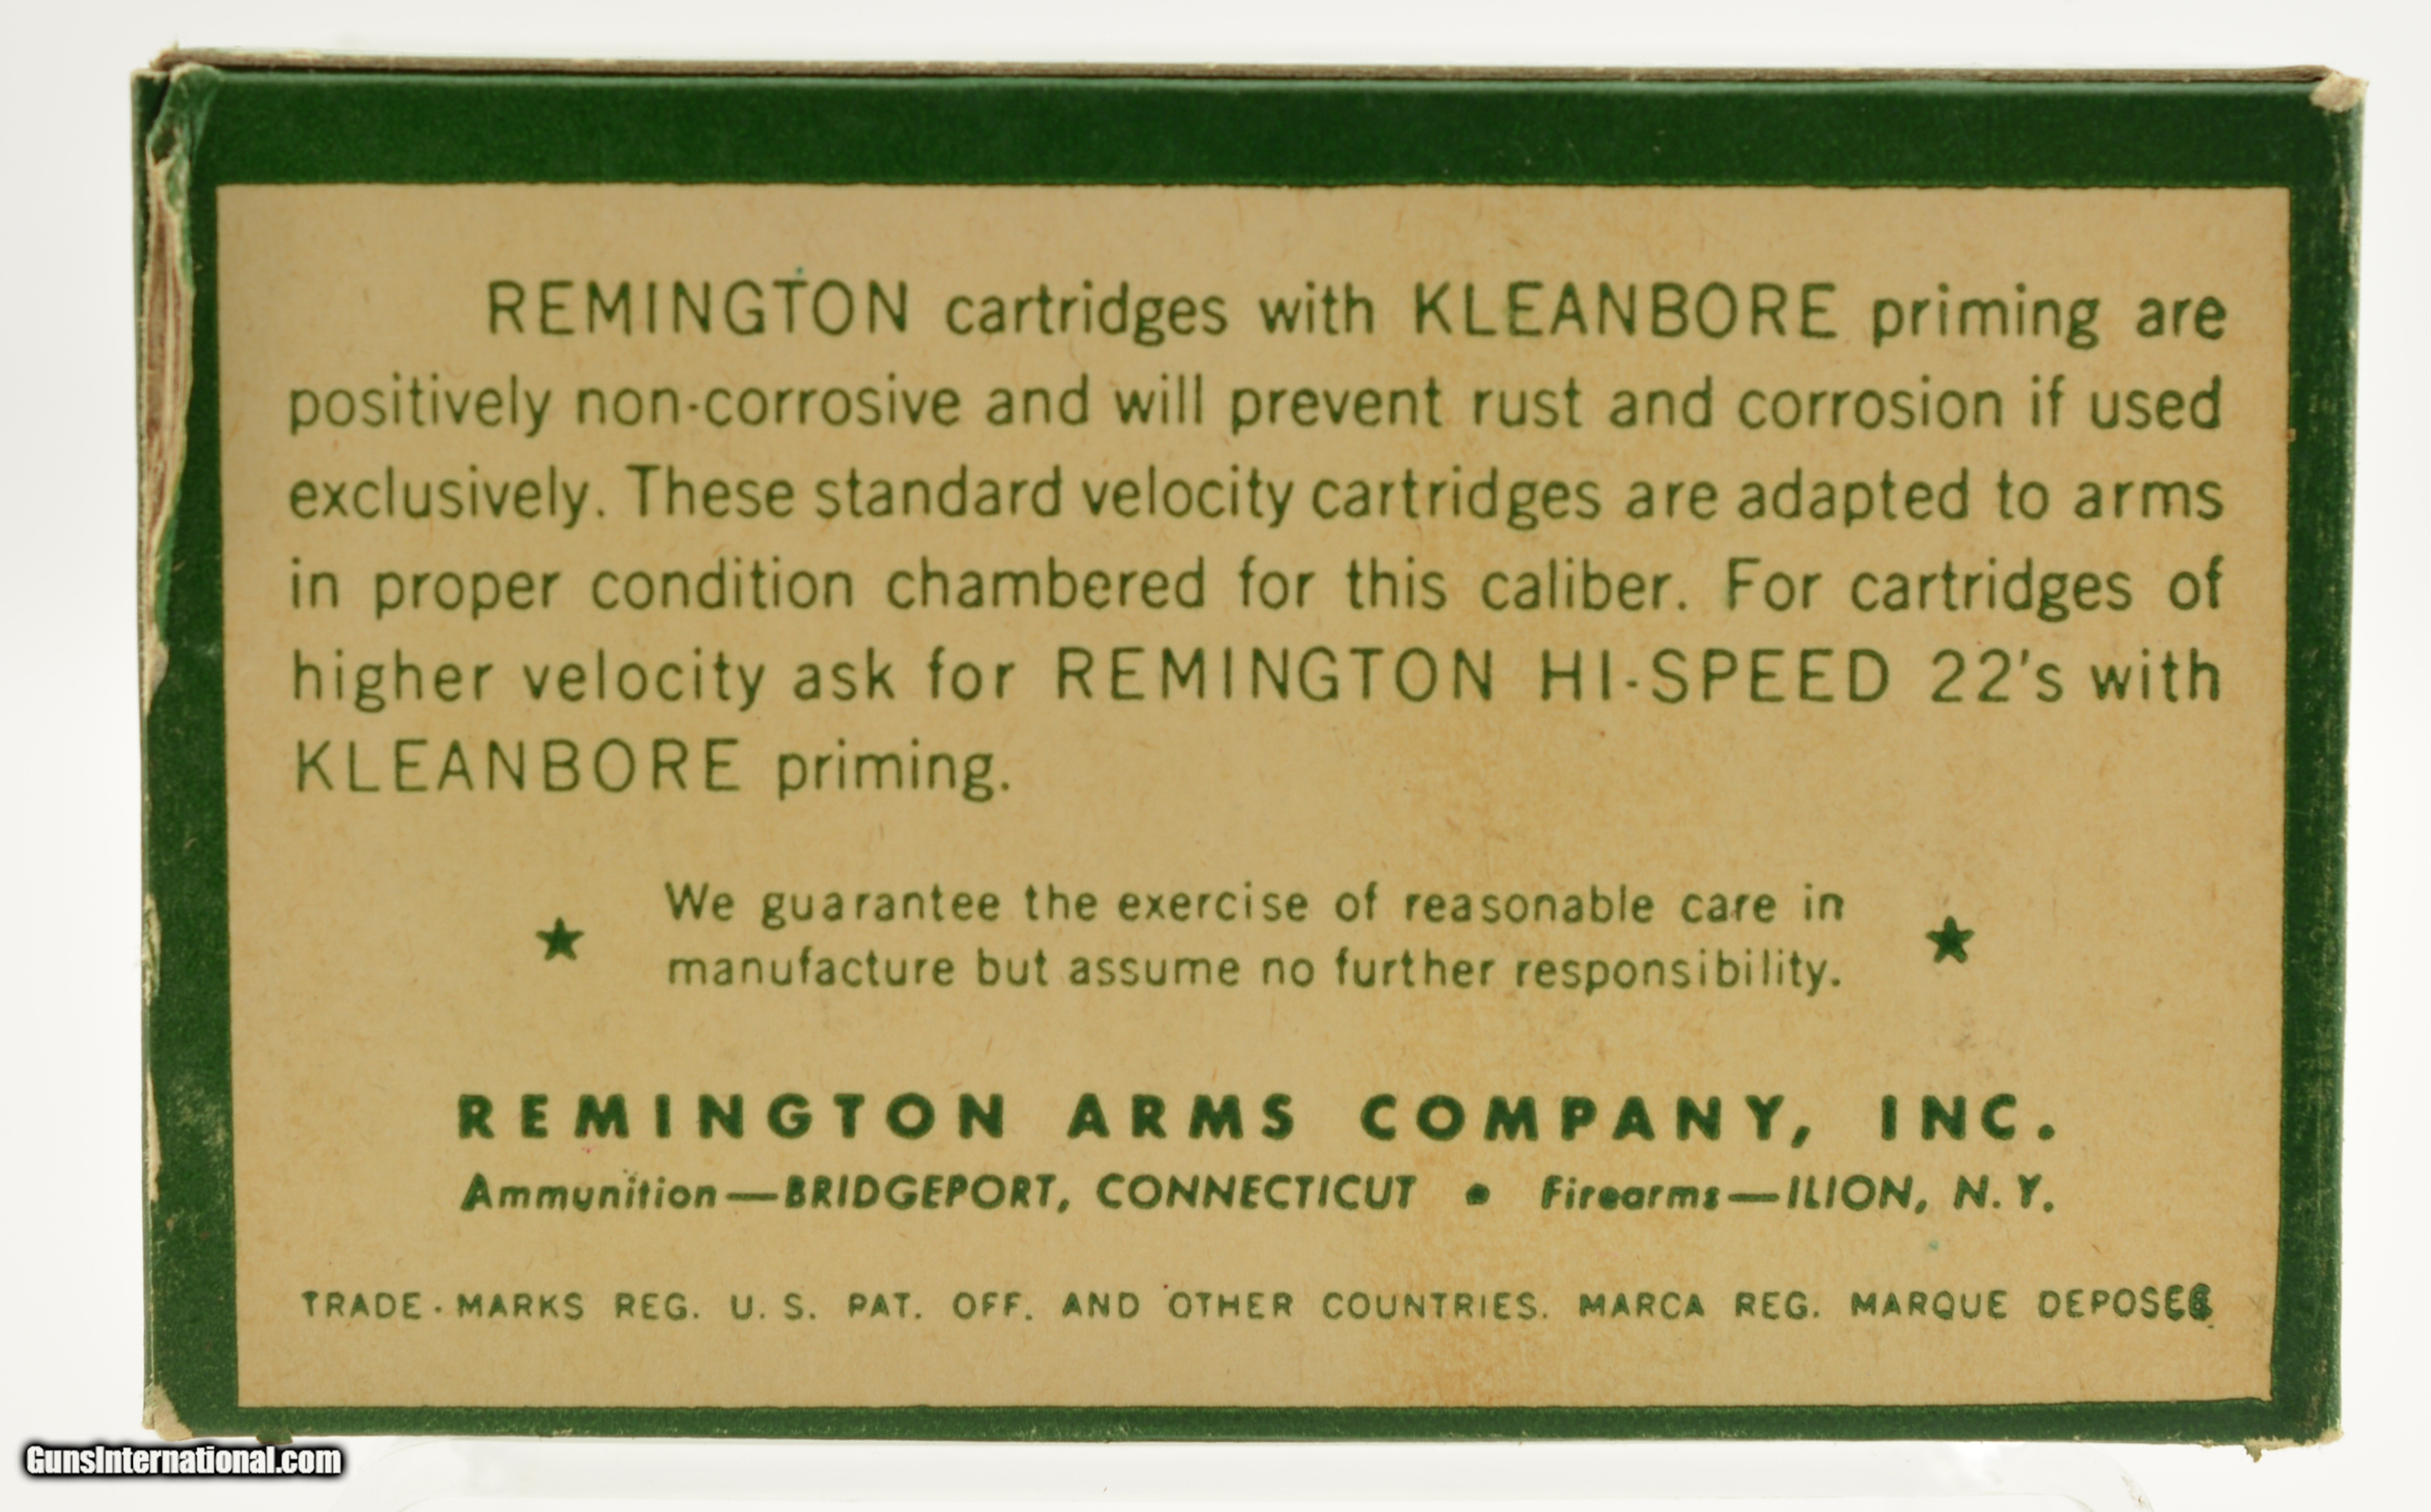 REMINGTON cartridges with KLEANBORE priming are
positively non-corrosive and will prevent rust and corrosion if used
exclusively. These standard velocity cartridges are adapted to arms
in proper condition chambered for this caliber. For cartridges of
higher velocity ask for REMINGTON HI-SPEED 22's with
KLEANBORE priming.
★ We guarantee the exercise of reasonable care in ★
manufacture but assume no further responsibility.
REMINGTON ARMS COMPANY, INC.
Ammunition—BRIDGEPORT, CONNECTICUT • Firearms—ILION, N. Y.
TRADE-MARKS REG. U. S. PAT. OFF. AND OTHER COUNTRIES. MARCA REG. MARQUE DEPOSEE
GunsInternational.com